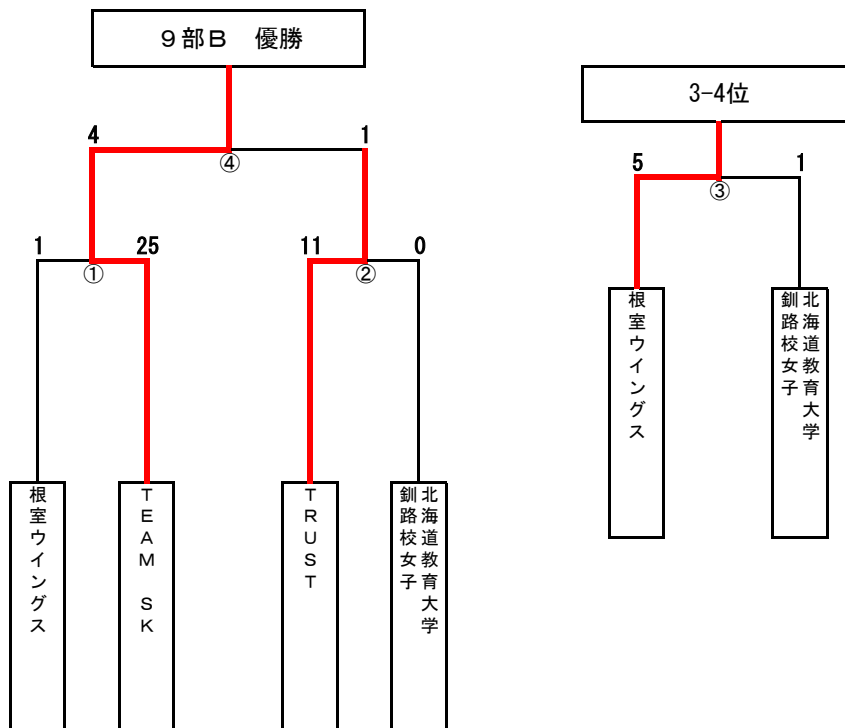 ９部Ｂ　優勝
3-4位
4
1
④
5
1
③
1
25
11
0
①
②
根室ウイングス
北海道教育大学
釧路校女子
根室ウイングス
ＴＥＡＭ　ＳＫ
ＴＲＵＳＴ
北海道教育大学
釧路校女子